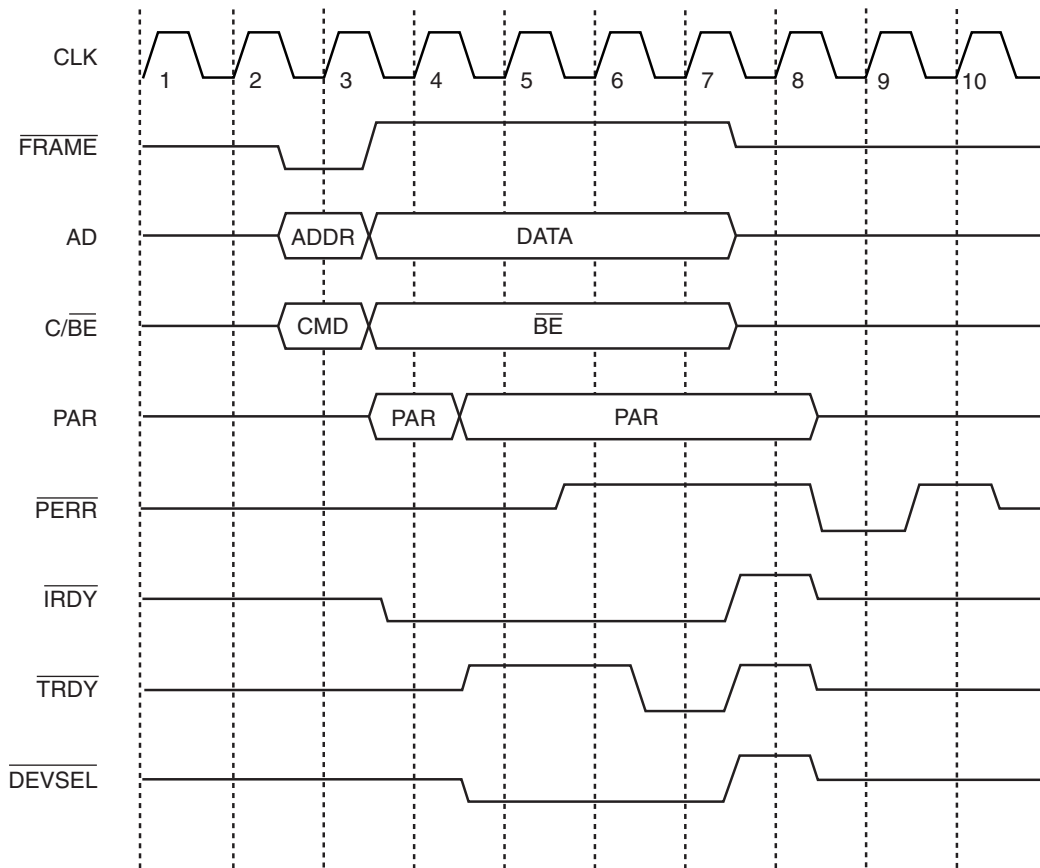 CLK
1 2 3 4 5 6 7 8 9 10
FRAME
AD
ADDR DATA
C/BE
CMD BE
PAR
PAR PAR
PERR
IRDY
TRDY
DEVSEL